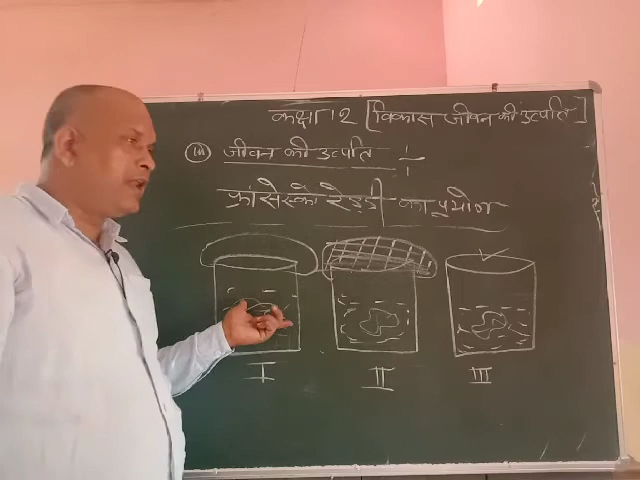 कक्षा 12 [विकास जीवन की उत्पत्ति]
(III) जीवन की उत्पत्ति ÷
फ्रांसेस्को रेड्डी का प्रयोग
I II III